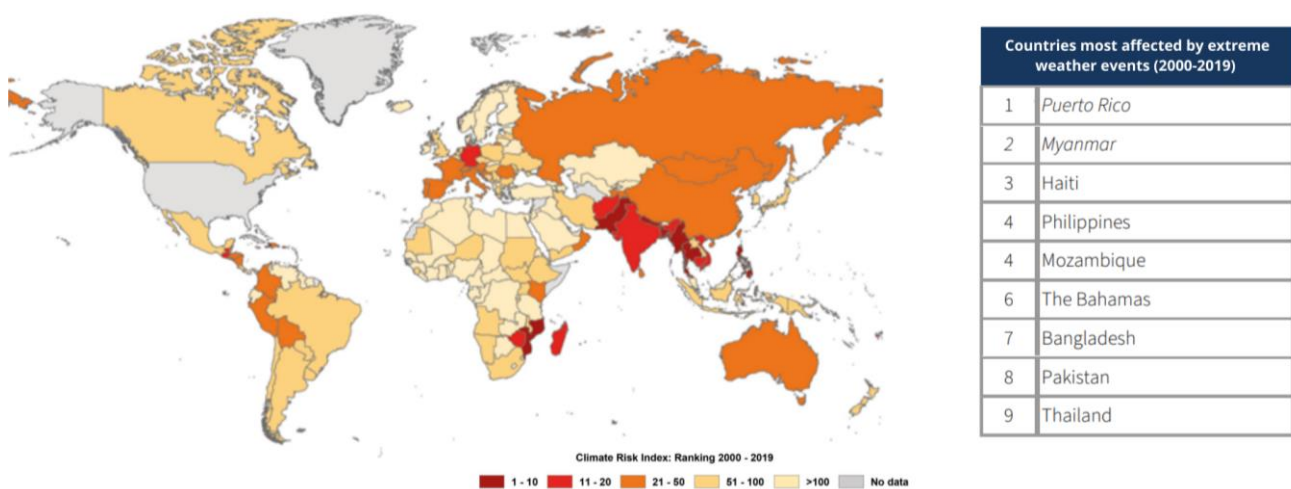 Countries most affected by extreme
weather events (2000-2019)
1 Puerto Rico
2 Myanmar
3 Haiti
4 Philippines
4 Mozambique
6 The Bahamas
7 Bangladesh
8 Pakistan
9 Thailand
Climate Risk Index: Ranking 2000 - 2019
1 - 10 11 - 20 21 - 50 51 - 100 >100 No data